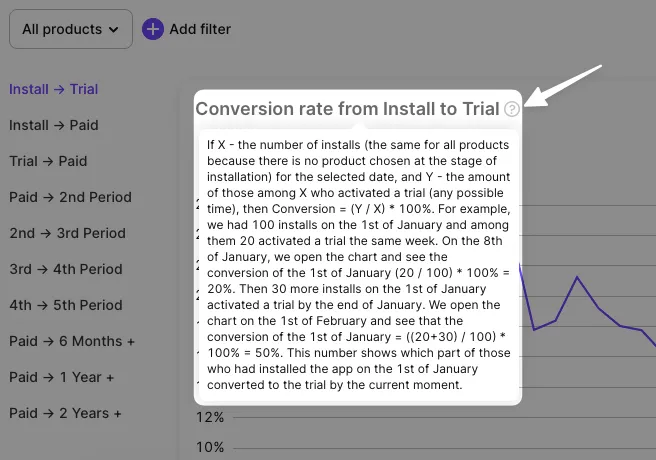 All products
Add filter
Install → Trial
Install → Paid
Trial → Paid
Paid → 2nd Period
2nd → 3rd Period
3rd → 4th Period
4th → 5th Period
Paid → 6 Months +
Paid → 1 Year +
Paid → 2 Years +
Conversion rate from Install to Trial ?
If X - the number of installs (the same for all products
because there is no product chosen at the stage of
installation) for the selected date, and Y - the amount
of those among X who activated a trial (any possible
time), then Conversion = (Y / X) * 100%. For example,
we had 100 installs on the 1st of January and among
them 20 activated a trial the same week. On the 8th
of January, we open the chart and see the
conversion of the 1st of January (20 / 100) * 100% =
20%. Then 30 more installs on the 1st of January
activated a trial by the end of January. We open the
chart on the 1st of February and see that the
conversion of the 1st of January = ((20+30) / 100) *
100% = 50%. This number shows which part of those
who had installed the app on the 1st of January
converted to the trial by the current moment.
12%
10%